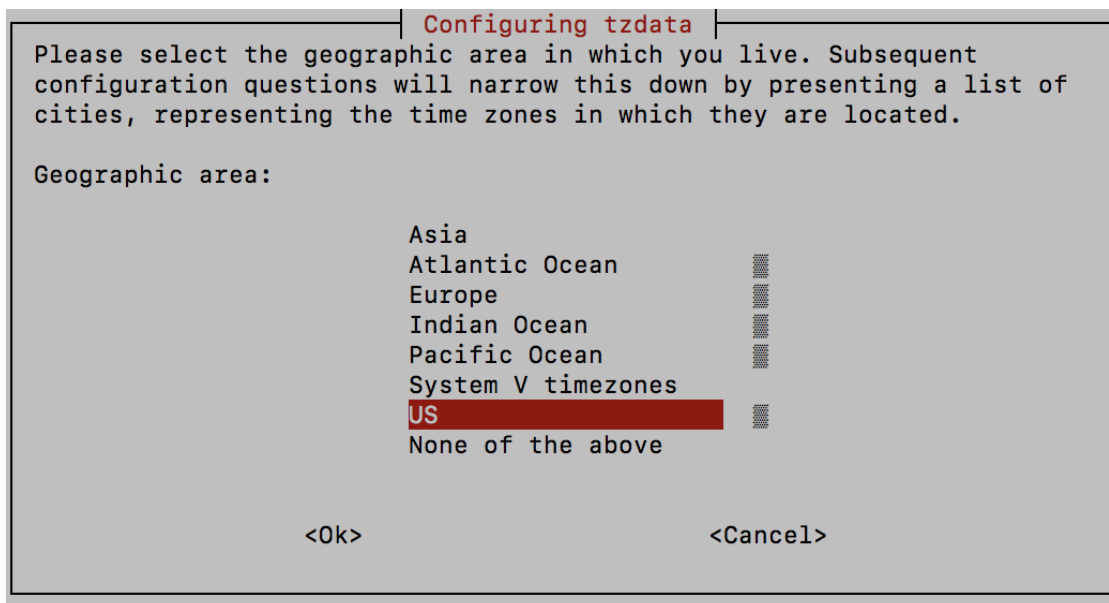 Configuring tzdata
Please select the geographic area in which you live. Subsequent
configuration questions will narrow this down by presenting a list of
cities, representing the time zones in which they are located.
Geographic area:
Asia
Atlantic Ocean
Europe
Indian Ocean
Pacific Ocean
System V timezones
US
None of the above
<Ok> <Cancel>